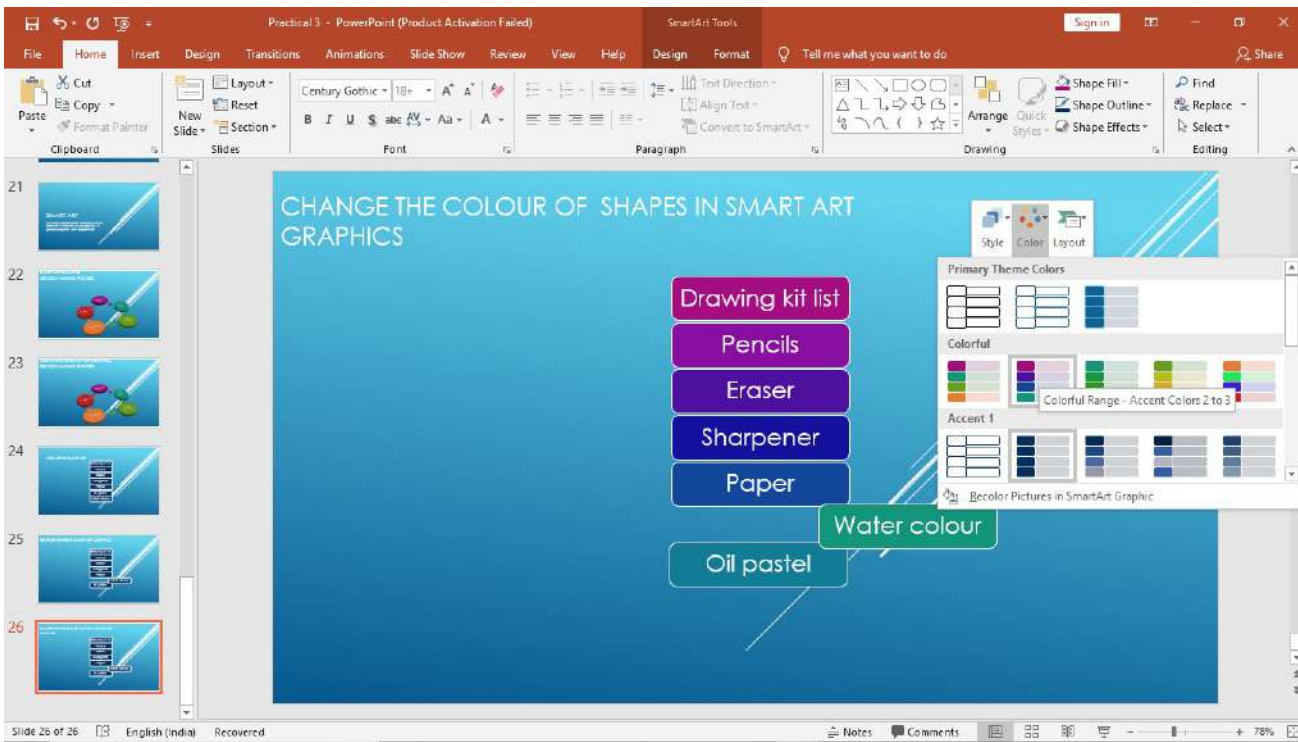 Practical 3 - PowerPoint (Product Activation Failed)
SmartArt Tools
Sign in
File Home Insert Design Transitions Animations Slide Show Review View Help Design Format Tell me what you want to do Share
Paste
Cut
Copy
Format Painter
Clipboard
New Slide
Layout
Reset
Section
Slides
Century Gothic 18+ A A
B I U S abc AV Aa A
Font
Text Direction
Align Text
Convert to SmartArt
Paragraph
Arrange
Quick Styles
Shape Fill
Shape Outline
Shape Effects
Drawing
Find
Replace
Select
Editing
21
22
23
24
25
26
CHANGE THE COLOUR OF SHAPES IN SMART ART
GRAPHICS
Drawing kit list
Pencils
Eraser
Sharpener
Paper
Water colour
Oil pastel
Style Color Layout
Primary Theme Colors
Colorful
Colorful Range - Accent Colors 2 to 3
Accent 1
Recolor Pictures in SmartArt Graphic
Slide 26 of 26 English (India) Recovered Notes Comments - + 78%